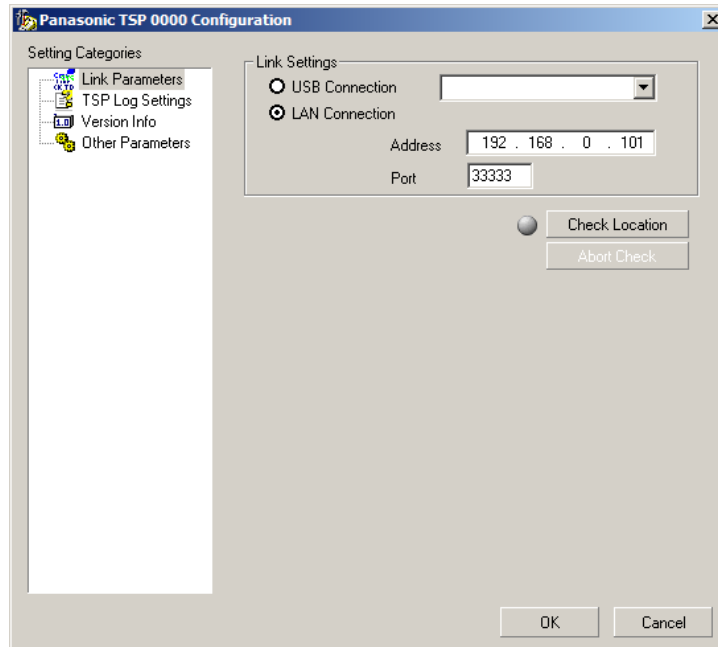 Panasonic TSP 0000 Configuration
Setting Categories
Link Parameters
TSP Log Settings
Version Info
Other Parameters
Link Settings
USB Connection
LAN Connection
Address 192 . 168 . 0 . 101
Port 33333
Check Location
Abort Check
OK Cancel